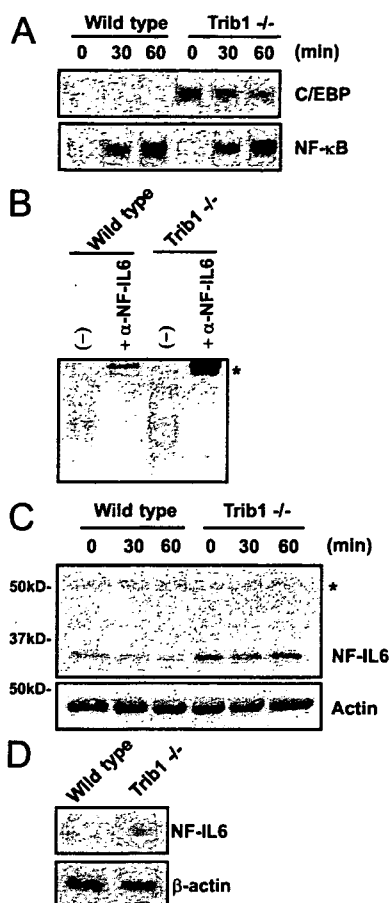 A
Wild type Trib1 -/-
0 30 60 0 30 60 (min)
C/EBP
NF-κB
B
Wild type Trib1 -/-
(-) + α-NF-IL6 (-) + α-NF-IL6
*
C
Wild type Trib1 -/-
0 30 60 0 30 60 (min)
50kD- *
37kD-
NF-IL6
50kD-
Actin
D
Wild type Trib1 -/-
NF-IL6
β-actin